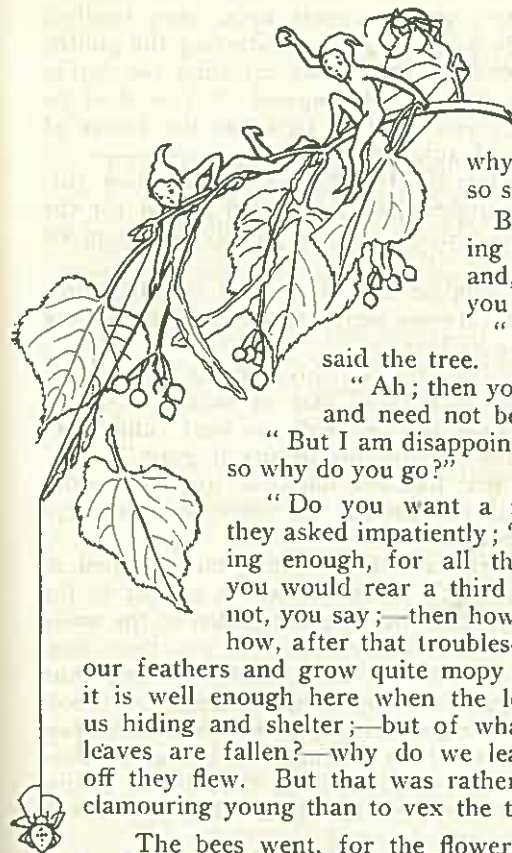 why
so s
B
ing
and,
you
"
said the tree.
"Ah; then yo
and need not be
"But I am disappoin
so why do you go?"
"Do you want a
they asked impatiently; "
ing enough, for all th
you would rear a third
not, you say;—then how
how, after that troubles
our feathers and grow quite mopy
it is well enough here when the le
us hiding and shelter;—but of wha
leaves are fallen?—why do we lea
off they flew. But that was rather
clamouring young than to vex the t
The bees went, for the flower